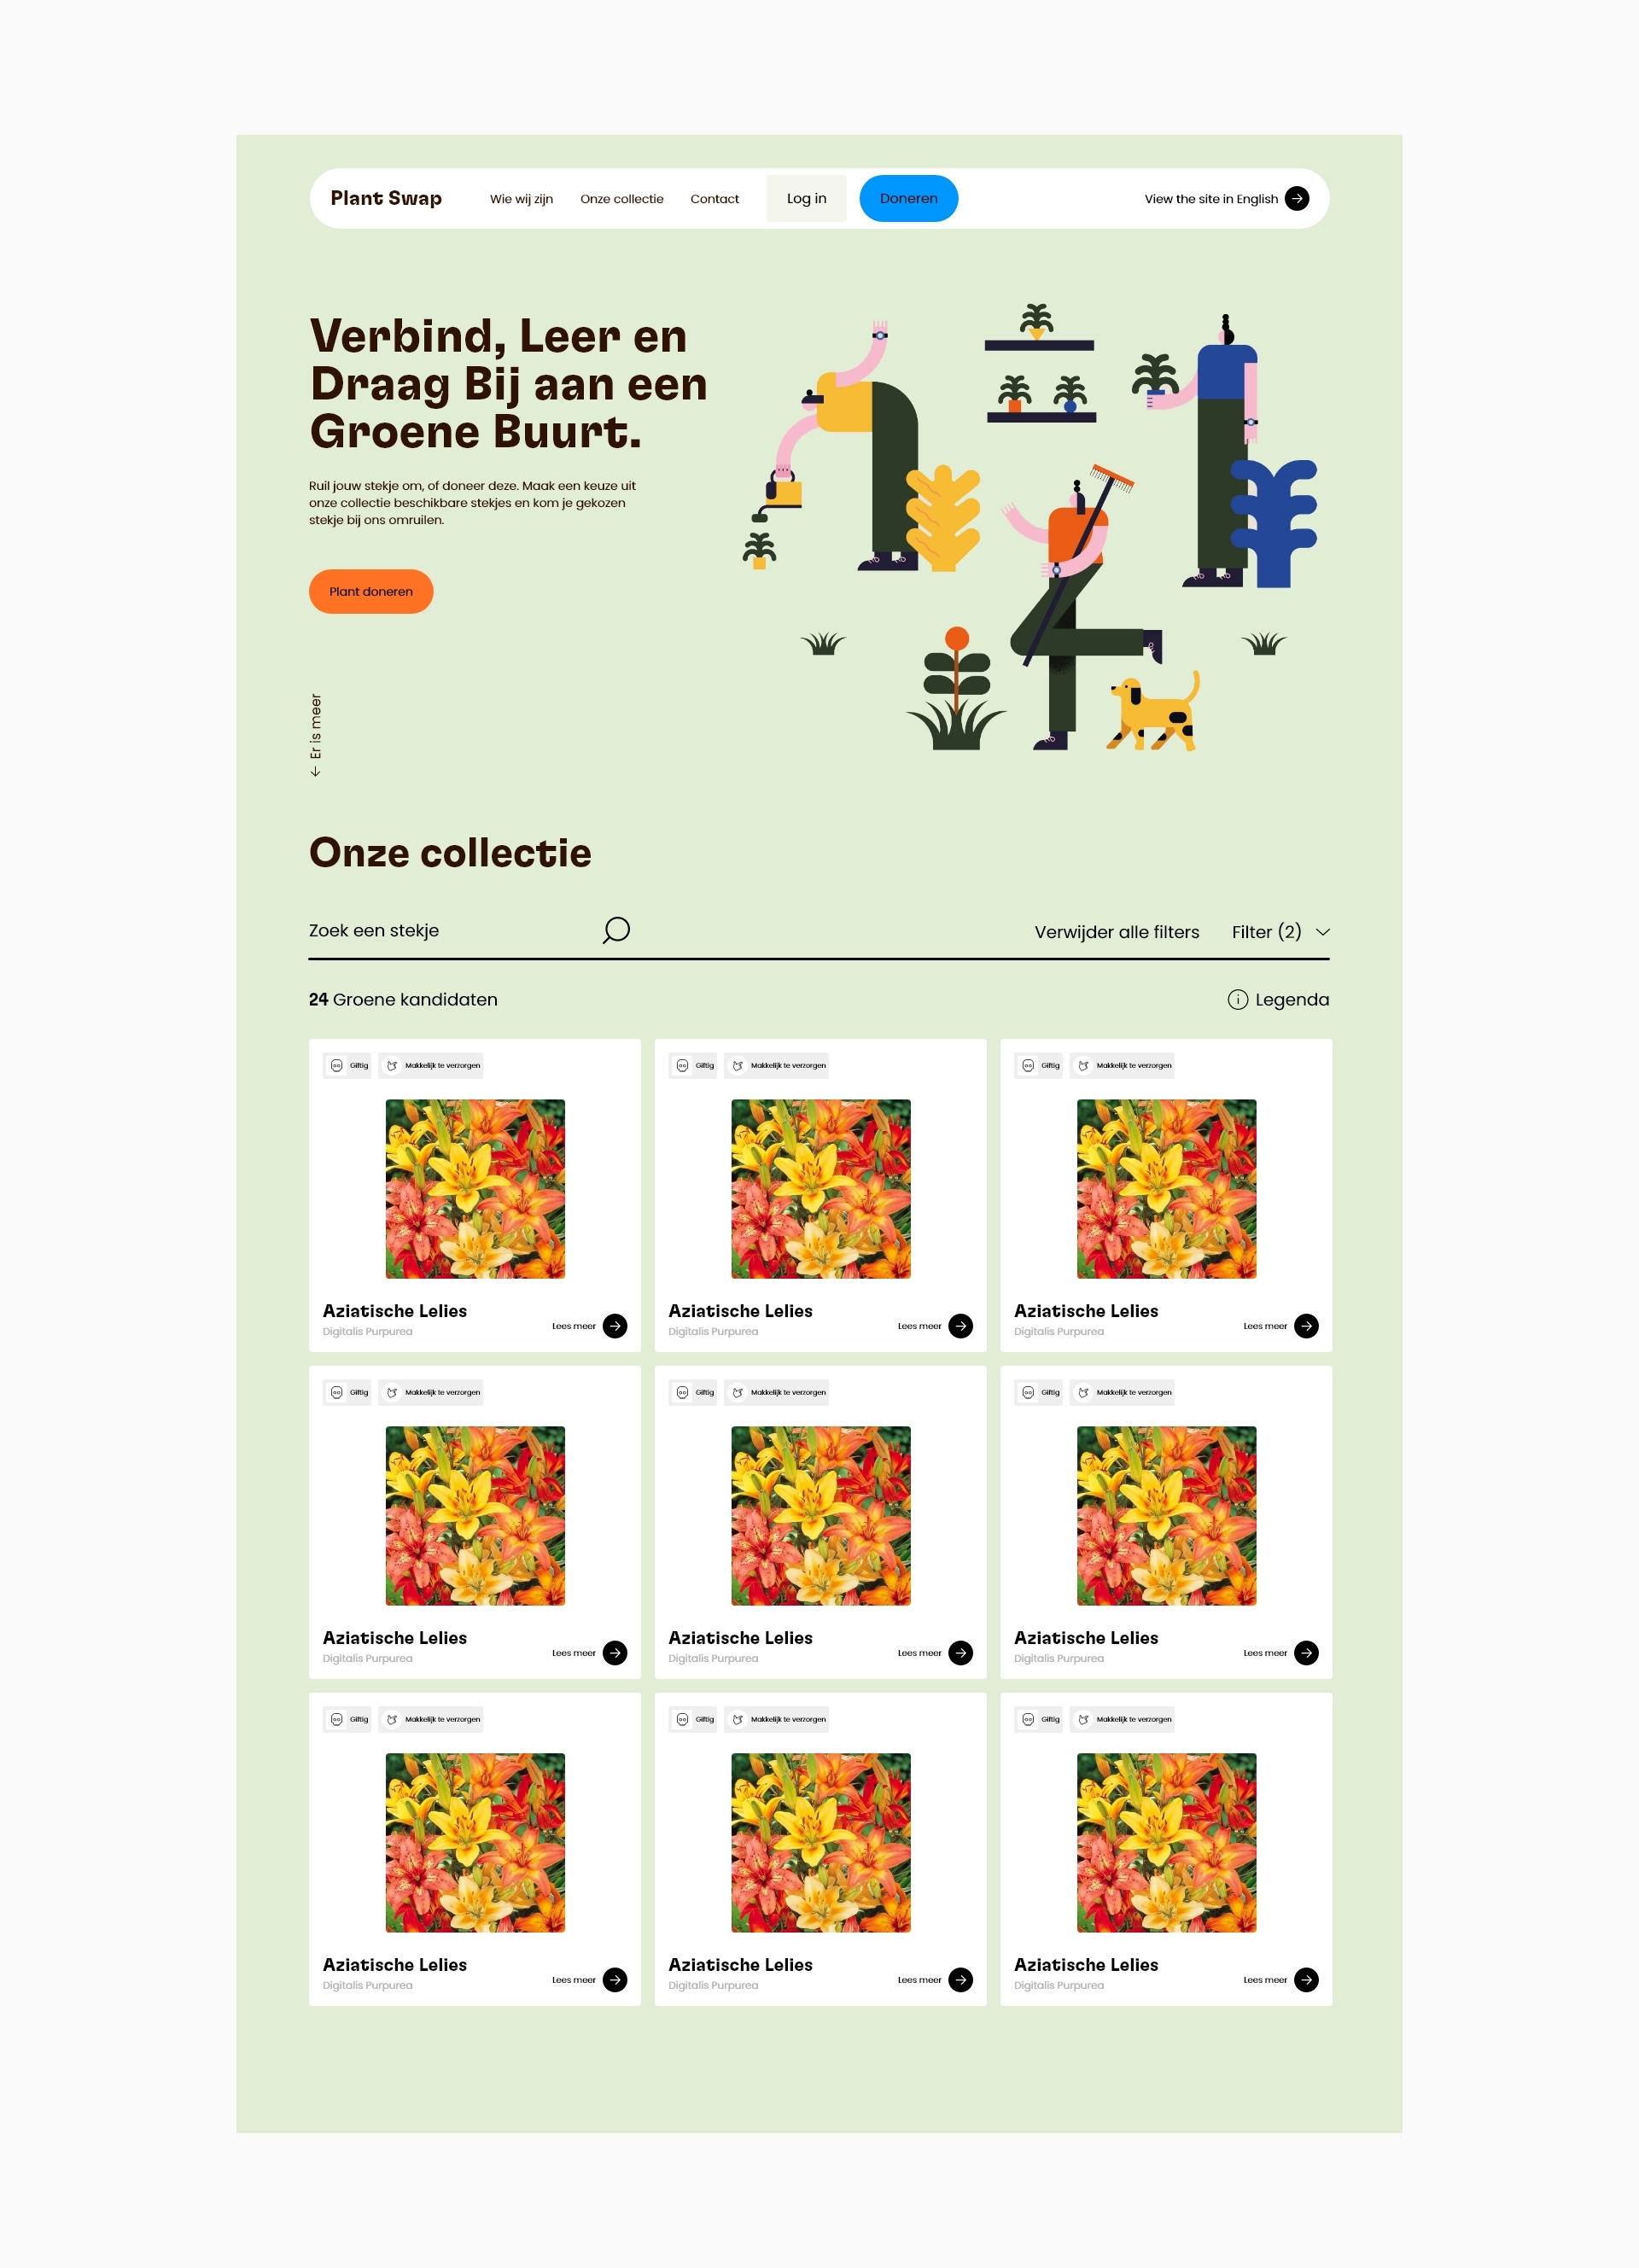 Plant Swap
Wie wij zijn
Onze collectie
Contact
Log in
Doneren
View the site in English
Verbind, Leer en
Draag Bij aan een
Groene Buurt.
Ruil jouw stekje om, of doneer deze. Maak een keuze uit
onze collectie beschikbare stekjes en kom je gekozen
stekje bij ons omruilen.
Plant doneren
Er is meer
Onze collectie
Zoek een stekje
Verwijder alle filters
Filter (2)
24 Groene kandidaten
Legenda
Giftig
Makkelijk te verzorgen
Giftig
Makkelijk te verzorgen
Giftig
Makkelijk te verzorgen
Aziatische Lelies
Digitalis Purpurea
Lees meer
Aziatische Lelies
Digitalis Purpurea
Lees meer
Aziatische Lelies
Digitalis Purpurea
Lees meer
Giftig
Makkelijk te verzorgen
Giftig
Makkelijk te verzorgen
Giftig
Makkelijk te verzorgen
Aziatische Lelies
Digitalis Purpurea
Lees meer
Aziatische Lelies
Digitalis Purpurea
Lees meer
Aziatische Lelies
Digitalis Purpurea
Lees meer
Giftig
Makkelijk te verzorgen
Giftig
Makkelijk te verzorgen
Giftig
Makkelijk te verzorgen
Aziatische Lelies
Digitalis Purpurea
Lees meer
Aziatische Lelies
Digitalis Purpurea
Lees meer
Aziatische Lelies
Digitalis Purpurea
Lees meer